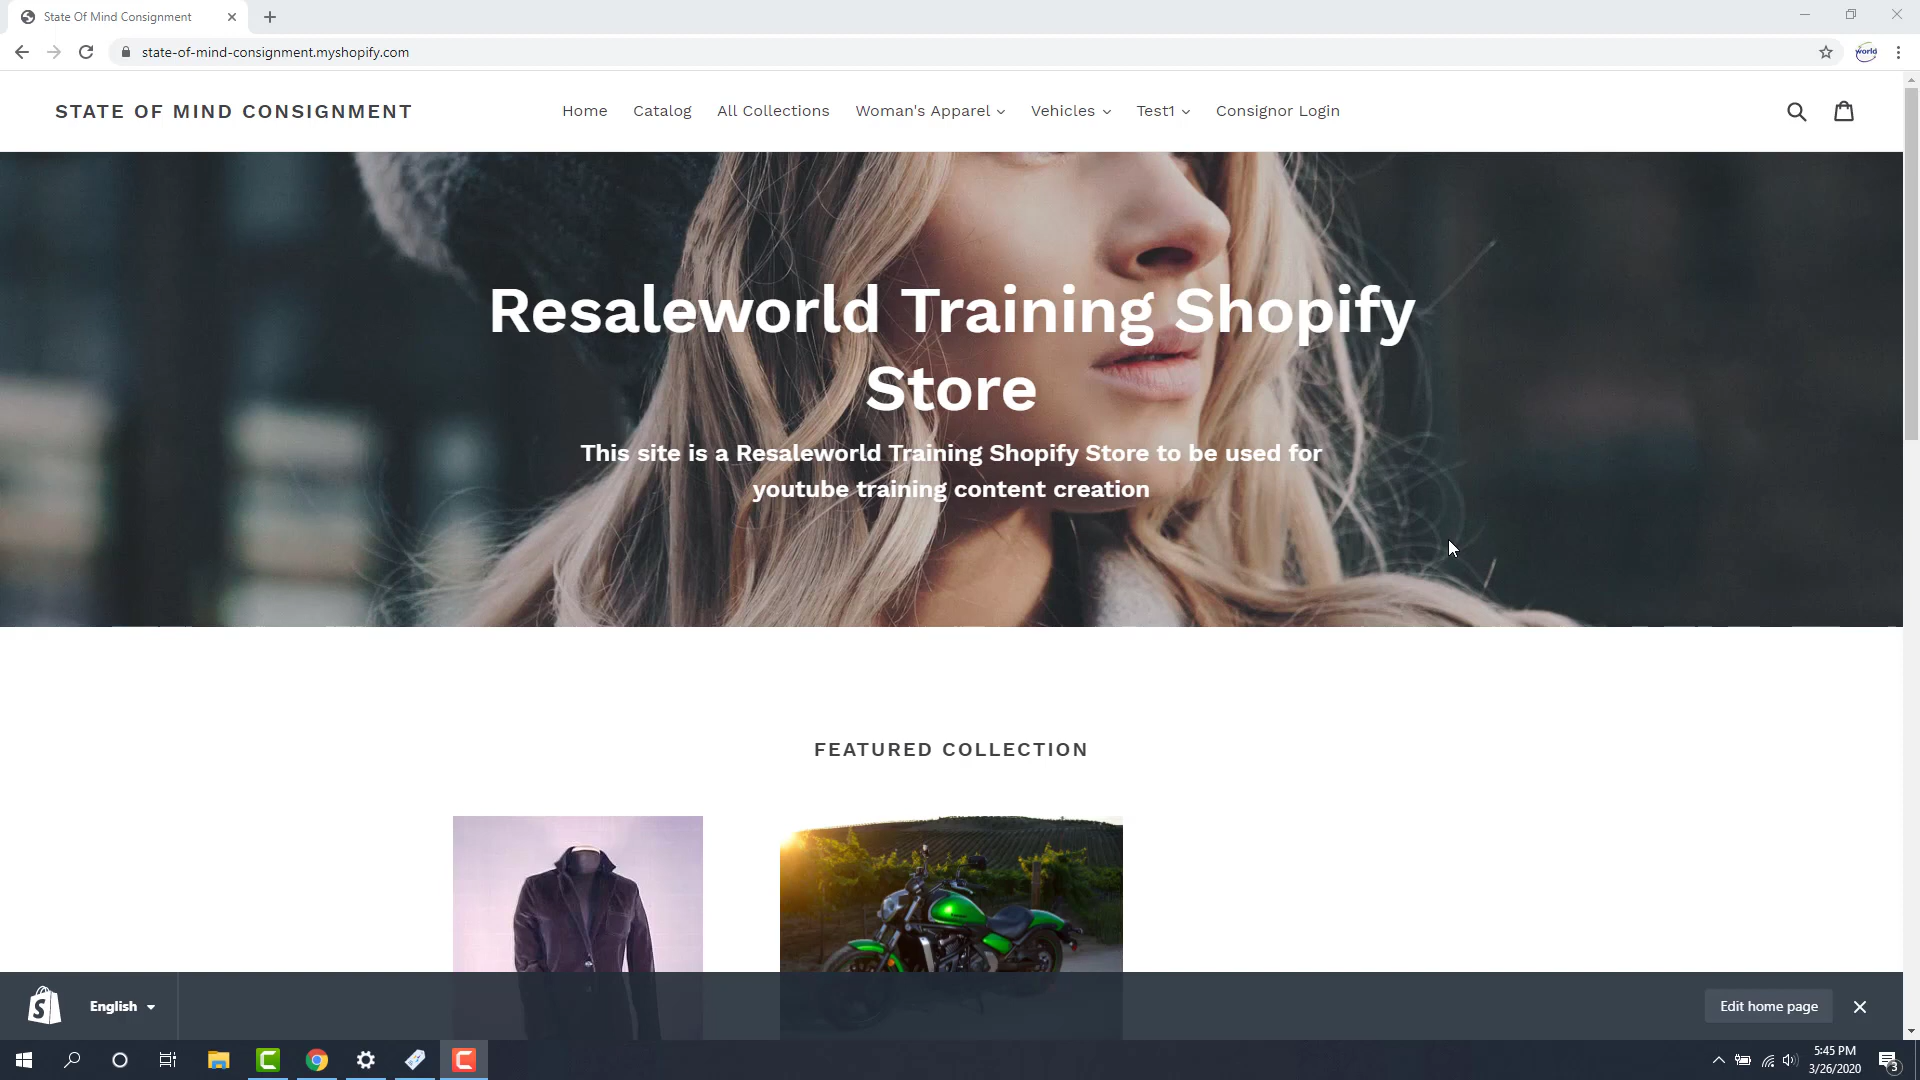 State Of Mind Consignment
state-of-mind-consignment.myshopify.com
world
STATE OF MIND CONSIGNMENT
Home Catalog All Collections Woman's Apparel Vehicles Test1 Consignor Login
Resaleworld Training Shopify
Store
This site is a Resaleworld Training Shopify Store to be used for
youtube training content creation
FEATURED COLLECTION
English
Edit home page
5:45 PM
3/26/2020
3